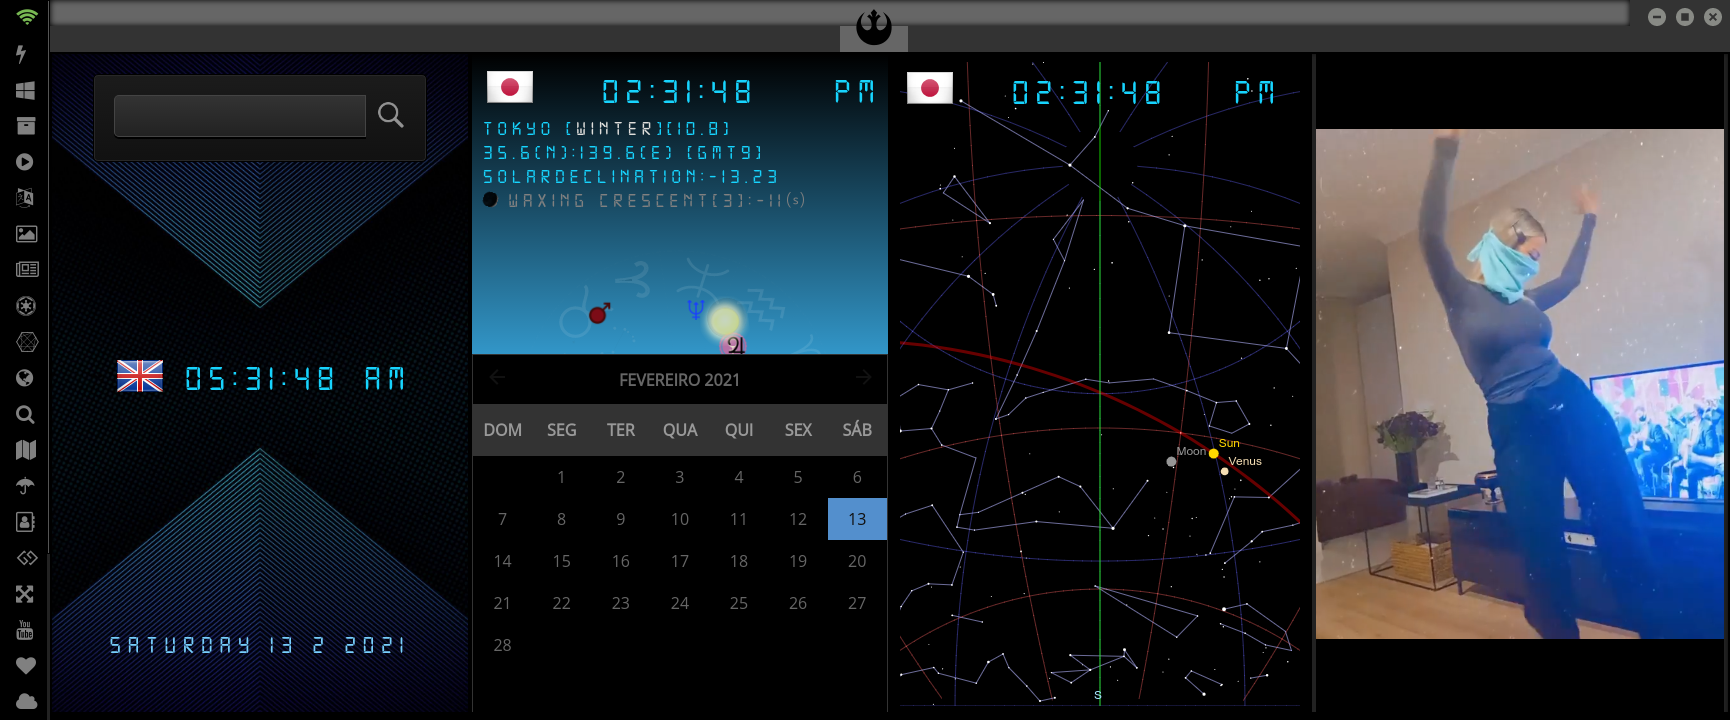 You
Tube
05:31:48 AM
SATURDAY 13 2 2021
02:31:48 PM
TOKYO [WINTER][10.8]
35.6(N):139.6(E) [GMT9]
SOLARDECLINATION:-13.23
WAXING CRESCENT[3]:-11(s)
FEVEREIRO 2021
DOM SEG TER QUA QUI SEX SÁB
1 2 3 4 5 6
7 8 9 10 11 12 13
14 15 16 17 18 19 20
21 22 23 24 25 26 27
28
02:31:48 PM
Sun
Moon
Venus
S